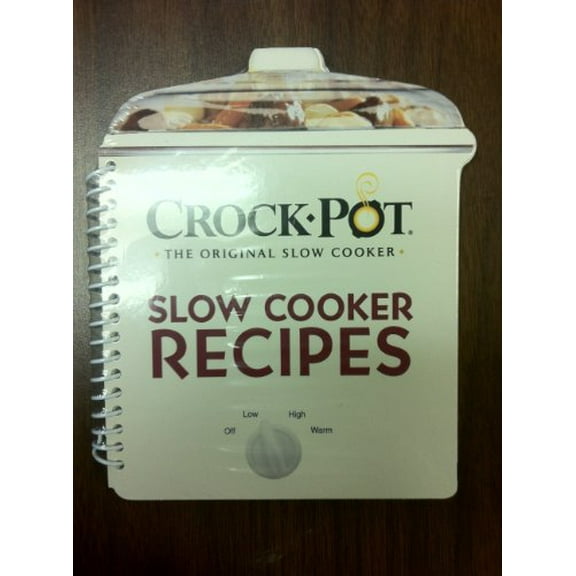 CROCK·POT®
· THE ORIGINAL SLOW COOKER ·
SLOW COOKER
RECIPES
Low High
Off Warm